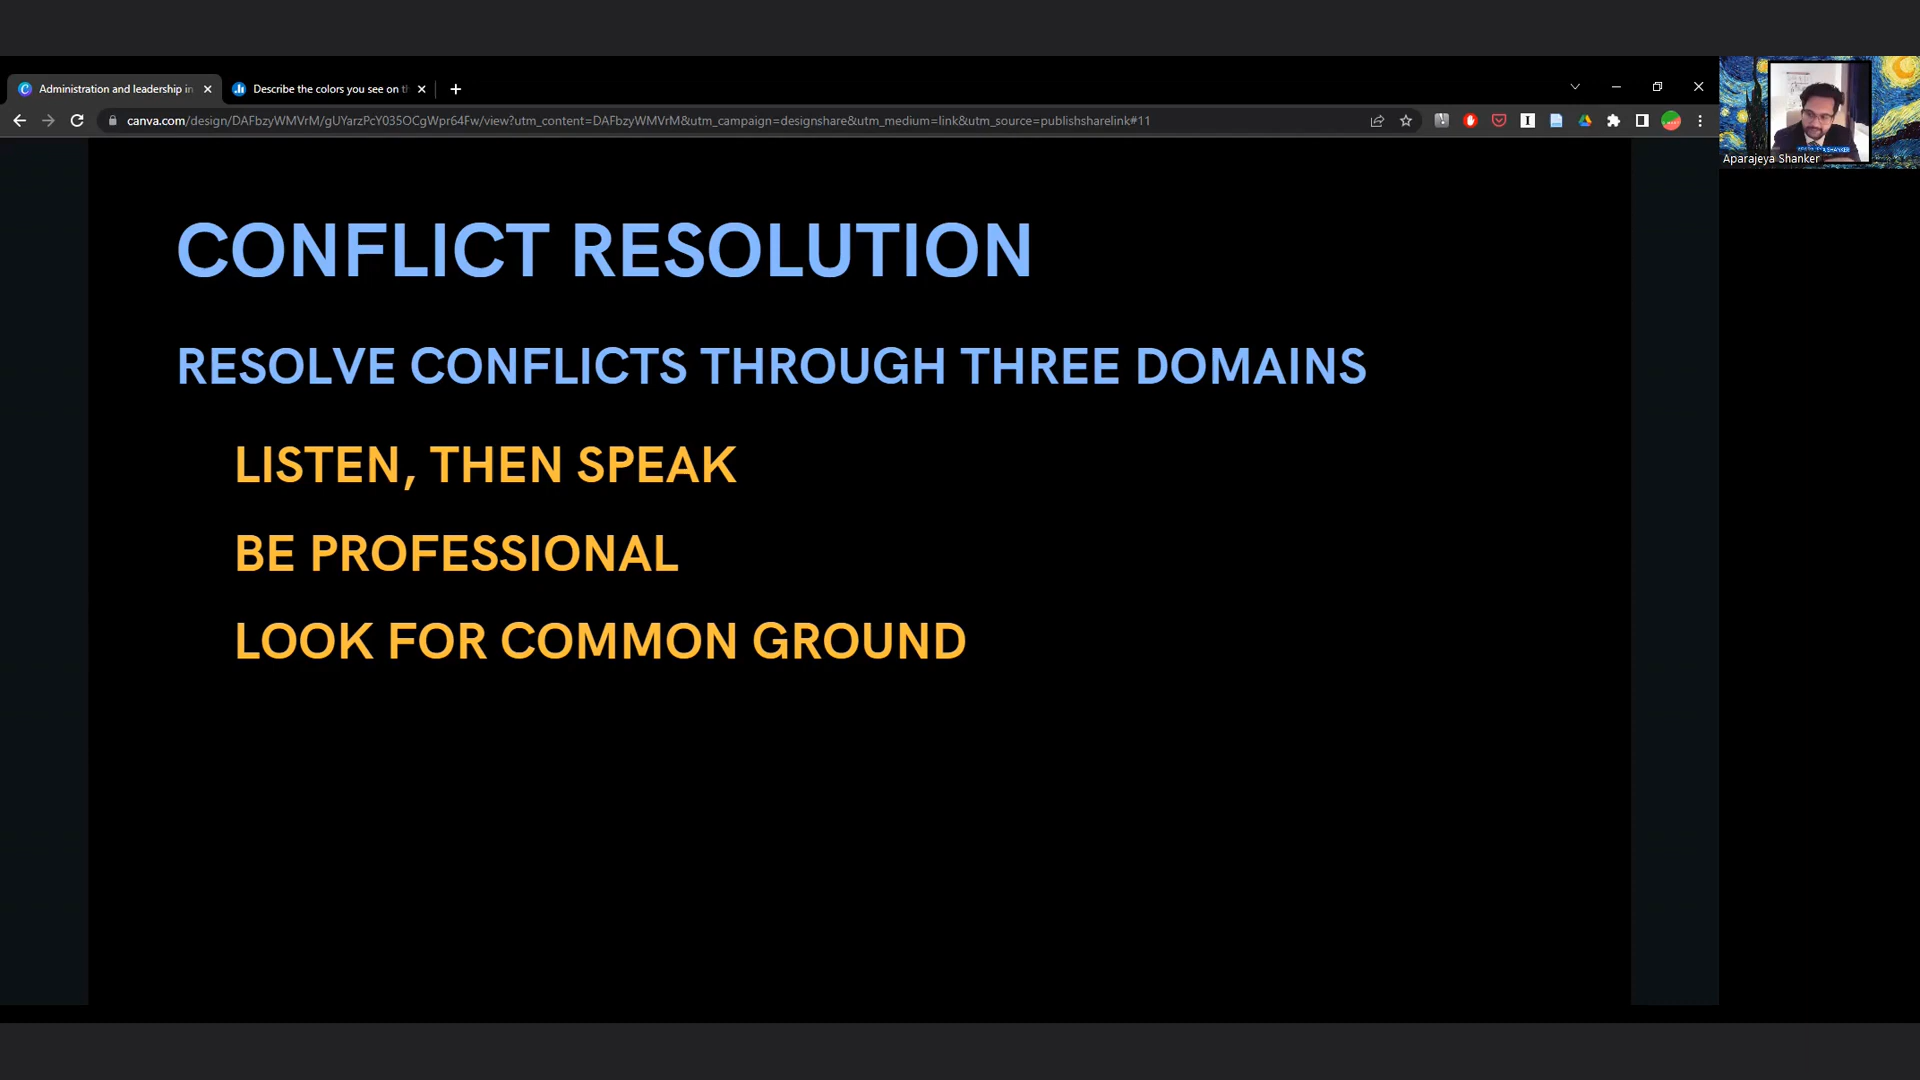 Administration and leadership in
Describe the colors you see on t
canva.com/design/DAFbzyWMVrM/gUYarzPcY035OCgWpr64Fw/view?utm_content=DAFbzyWMVrM&utm_campaign=designshare&utm_medium=link&utm_source=publishsharelink#11
Aparajeya Shanker
CONFLICT RESOLUTION
RESOLVE CONFLICTS THROUGH THREE DOMAINS
LISTEN, THEN SPEAK
BE PROFESSIONAL
LOOK FOR COMMON GROUND